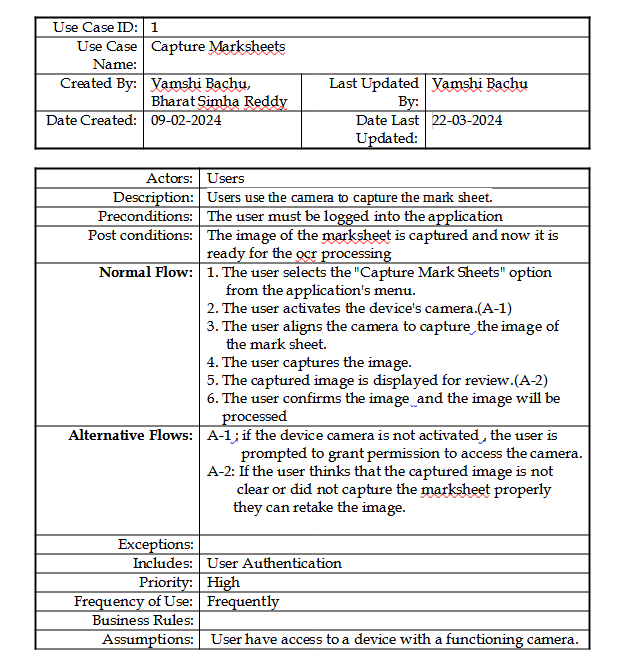 Use Case ID: 1
Use Case Name: Capture Marksheets
Created By: Vamshi Bachu, Bharat Simha Reddy Last Updated By: Vamshi Bachu
Date Created: 09-02-2024 Date Last Updated: 22-03-2024
Actors: Users
Description: Users use the camera to capture the mark sheet.
Preconditions: The user must be logged into the application
Post conditions: The image of the marksheet is captured and now it is
ready for the ocr processing
Normal Flow: 1. The user selects the "Capture Mark Sheets" option
from the application's menu.
2. The user activates the device's camera.(A-1)
3. The user aligns the camera to capture the image of
the mark sheet.
4. The user captures the image.
5. The captured image is displayed for review.(A-2)
6. The user confirms the image and the image will be
processed
Alternative Flows: A-1; if the device camera is not activated , the user is
prompted to grant permission to access the camera.
A-2: If the user thinks that the captured image is not
clear or did not capture the marksheet properly
they can retake the image.
Exceptions:
Includes: User Authentication
Priority: High
Frequency of Use: Frequently
Business Rules:
Assumptions: User have access to a device with a functioning camera.